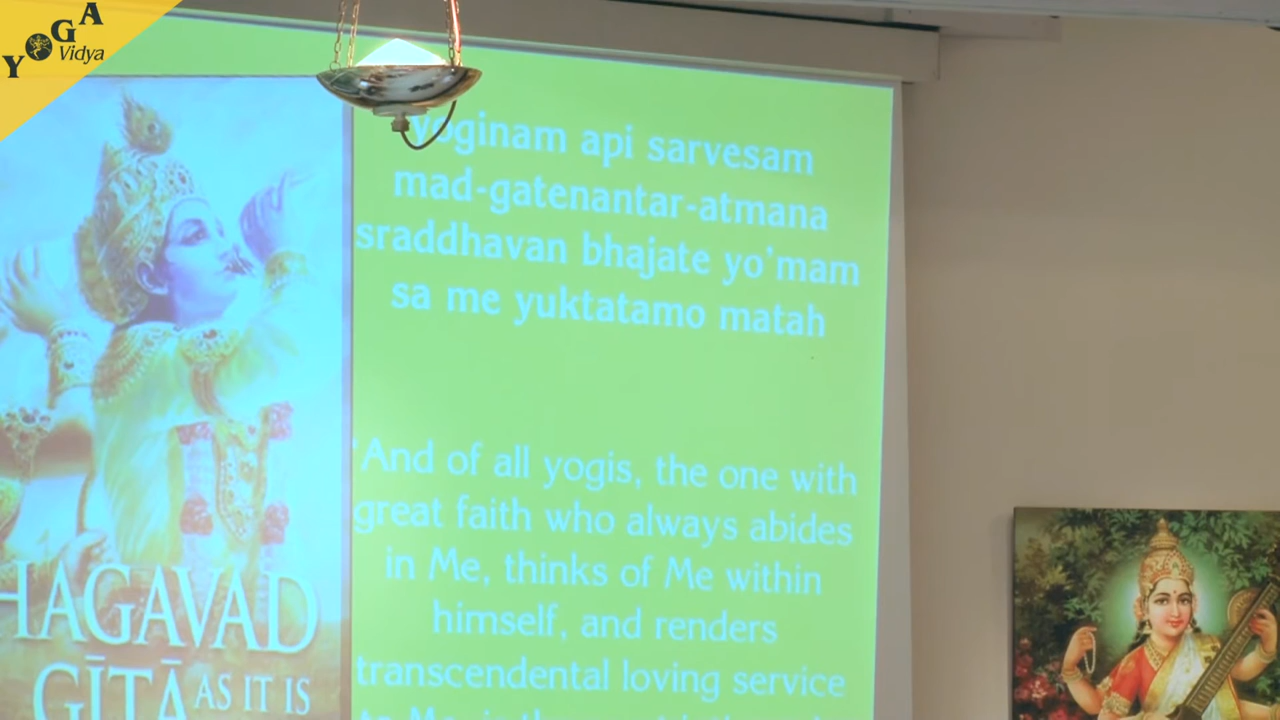 YOGA
Vidya
yoginam api sarvesam
mad-gatenantar-atmana
sraddhavan bhajate yo'mam
sa me yuktatamo matah
'And of all yogis, the one with
great faith who always abides
in Me, thinks of Me within
himself, and renders
transcendental loving service
HAGAVAD
GĪTĀ AS IT IS